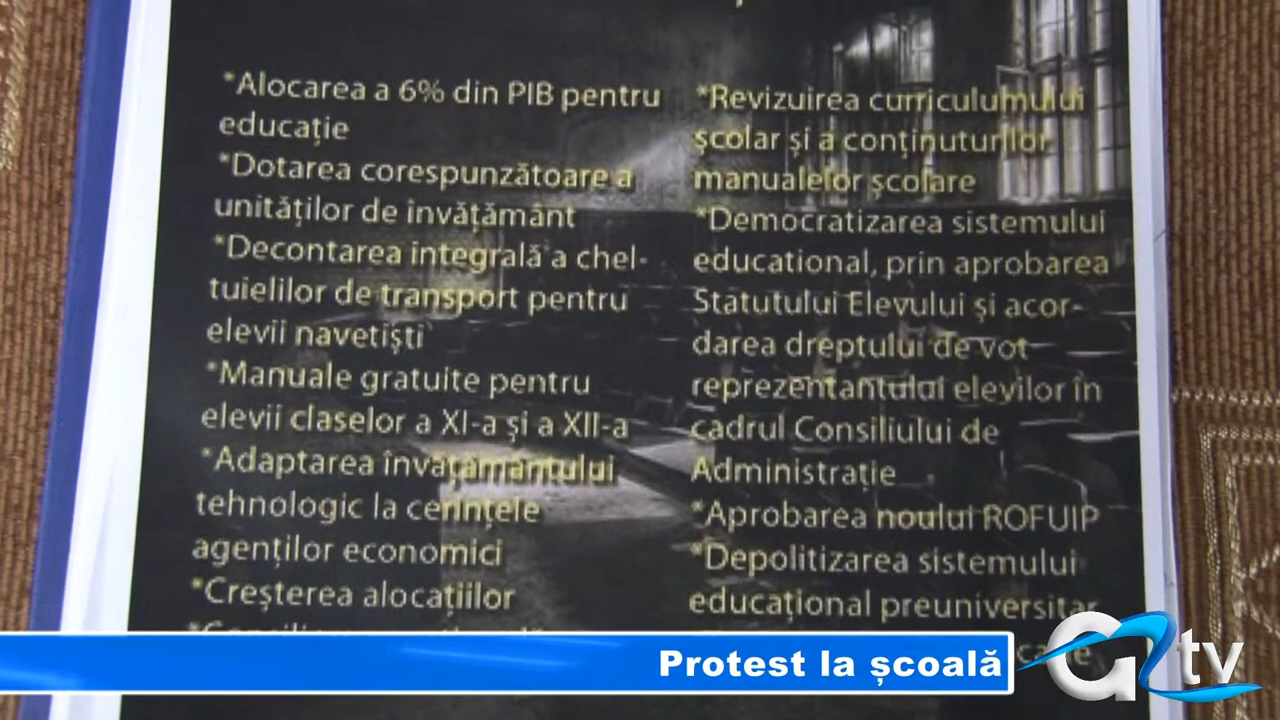 *Alocarea a 6% din PIB pentru
educație
*Dotarea corespunzătoare a
unităților de învățământ
*Decontarea integrală a chel-
tuielilor de transport pentru
elevii navetiști
*Manuale gratuite pentru
elevii claselor a XI-a și a XII-a
*Adaptarea învațamantului
tehnologic la cerințele
agenților economici
*Creșterea alocațiilor
*Revizuirea curriculumului
școlar și a conținuturilor
manualelor școlare
*Democratizarea sistemului
educational, prin aprobarea
Statutului Elevului și acor-
darea dreptului de vot
reprezentantului elevilor în
cadrul Consiliului de
Administrație
*Aprobarea noului ROFUIP
*Depolitizarea sistemului
educațional preuniversitar
Protest la școală
tv